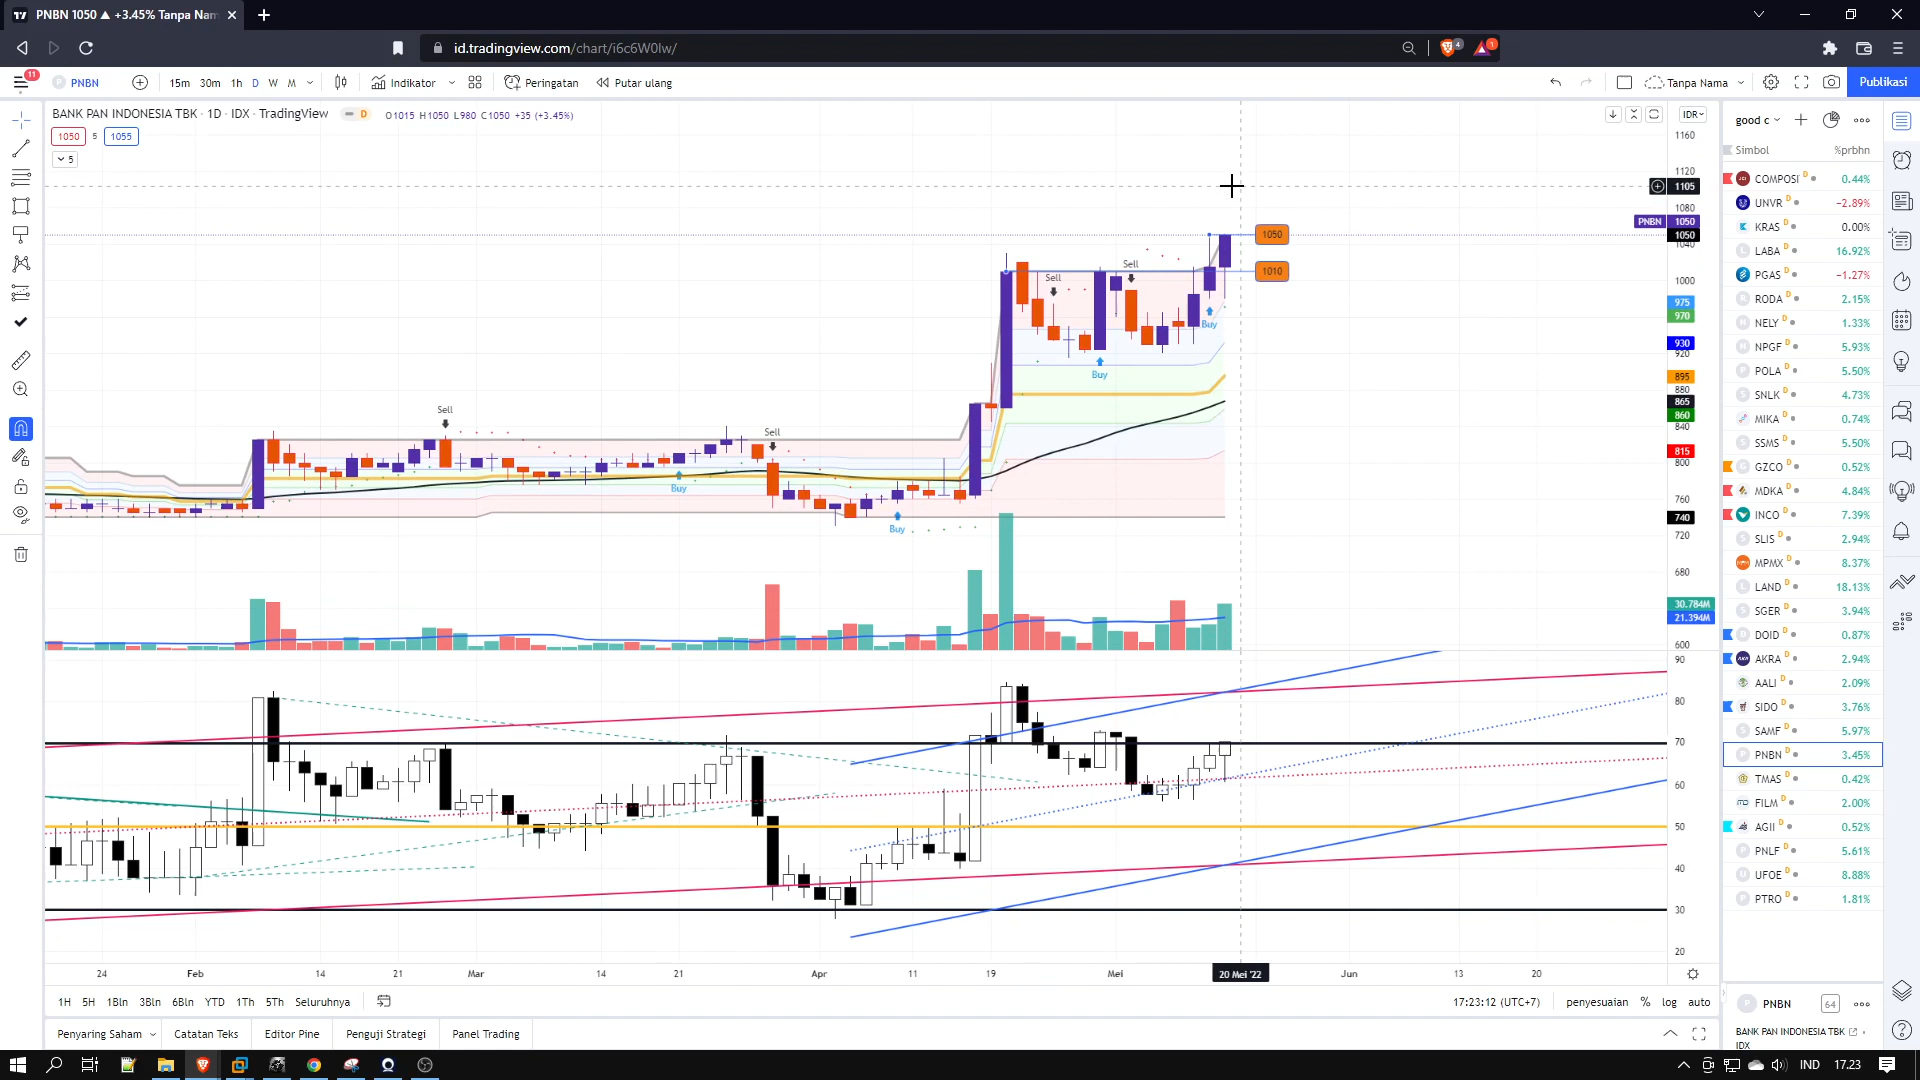 PNBN 1050 ▲ +3.45% Tanpa Nam
id.tradingview.com/chart/i6c6W0lw/
4
1
11
PNBN
15m 30m 1h D W M
Indikator
Peringatan
Putar ulang
Tanpa Nama
Publikasi
BANK PAN INDONESIA TBK · 1D · IDX · TradingView
D
O1015 H1050 L980 C1050 +35 (+3.45%)
1050 5 1055
5
IDR
1160
1120
1105
1080
PNBN 1050
1050
1040
1000
975
970
930
920
895
880
865
860
840
815
800
760
740
720
680
30.784M
21.394M
600
90
80
70
60
50
40
30
20
1050
1010
Sell
Sell
Sell
Sell
Buy
Buy
Buy
Buy
24 Feb 14 21 Mar 14 21 Apr 11 19 Mei 20 Mei '22 Jun 13 20
1H 5H 1Bln 3Bln 6Bln YTD 1Th 5Th Seluruhnya
17:23:12 (UTC+7) penyesuaian % log auto
Penyaring Saham Catatan Teks Editor Pine Penguji Strategi Panel Trading
good c
Simbol %prbhn
COMPOSI D 0.44%
UNVR D −2.89%
KRAS D 0.00%
LABA D 16.92%
PGAS D −1.27%
RODA D 2.15%
NELY D 1.33%
NPGF D 5.93%
POLA D 5.50%
SNLK D 4.73%
MIKA D 0.74%
SSMS D 5.50%
GZCO D 0.52%
MDKA D 4.84%
INCO D 7.39%
SLIS D 2.94%
MPMX D 8.37%
LAND D 18.13%
SGER D 3.94%
DOID D 0.87%
AKRA D 2.94%
AALI D 2.09%
SIDO D 3.76%
SAMF D 5.97%
PNBN D 3.45%
TMAS D 0.42%
FILM D 2.00%
AGII D 0.52%
PNLF D 5.61%
UFOE D 8.88%
PTRO D 1.81%
PNBN 64
BANK PAN INDONESIA TBK
IDX
IND 17.23